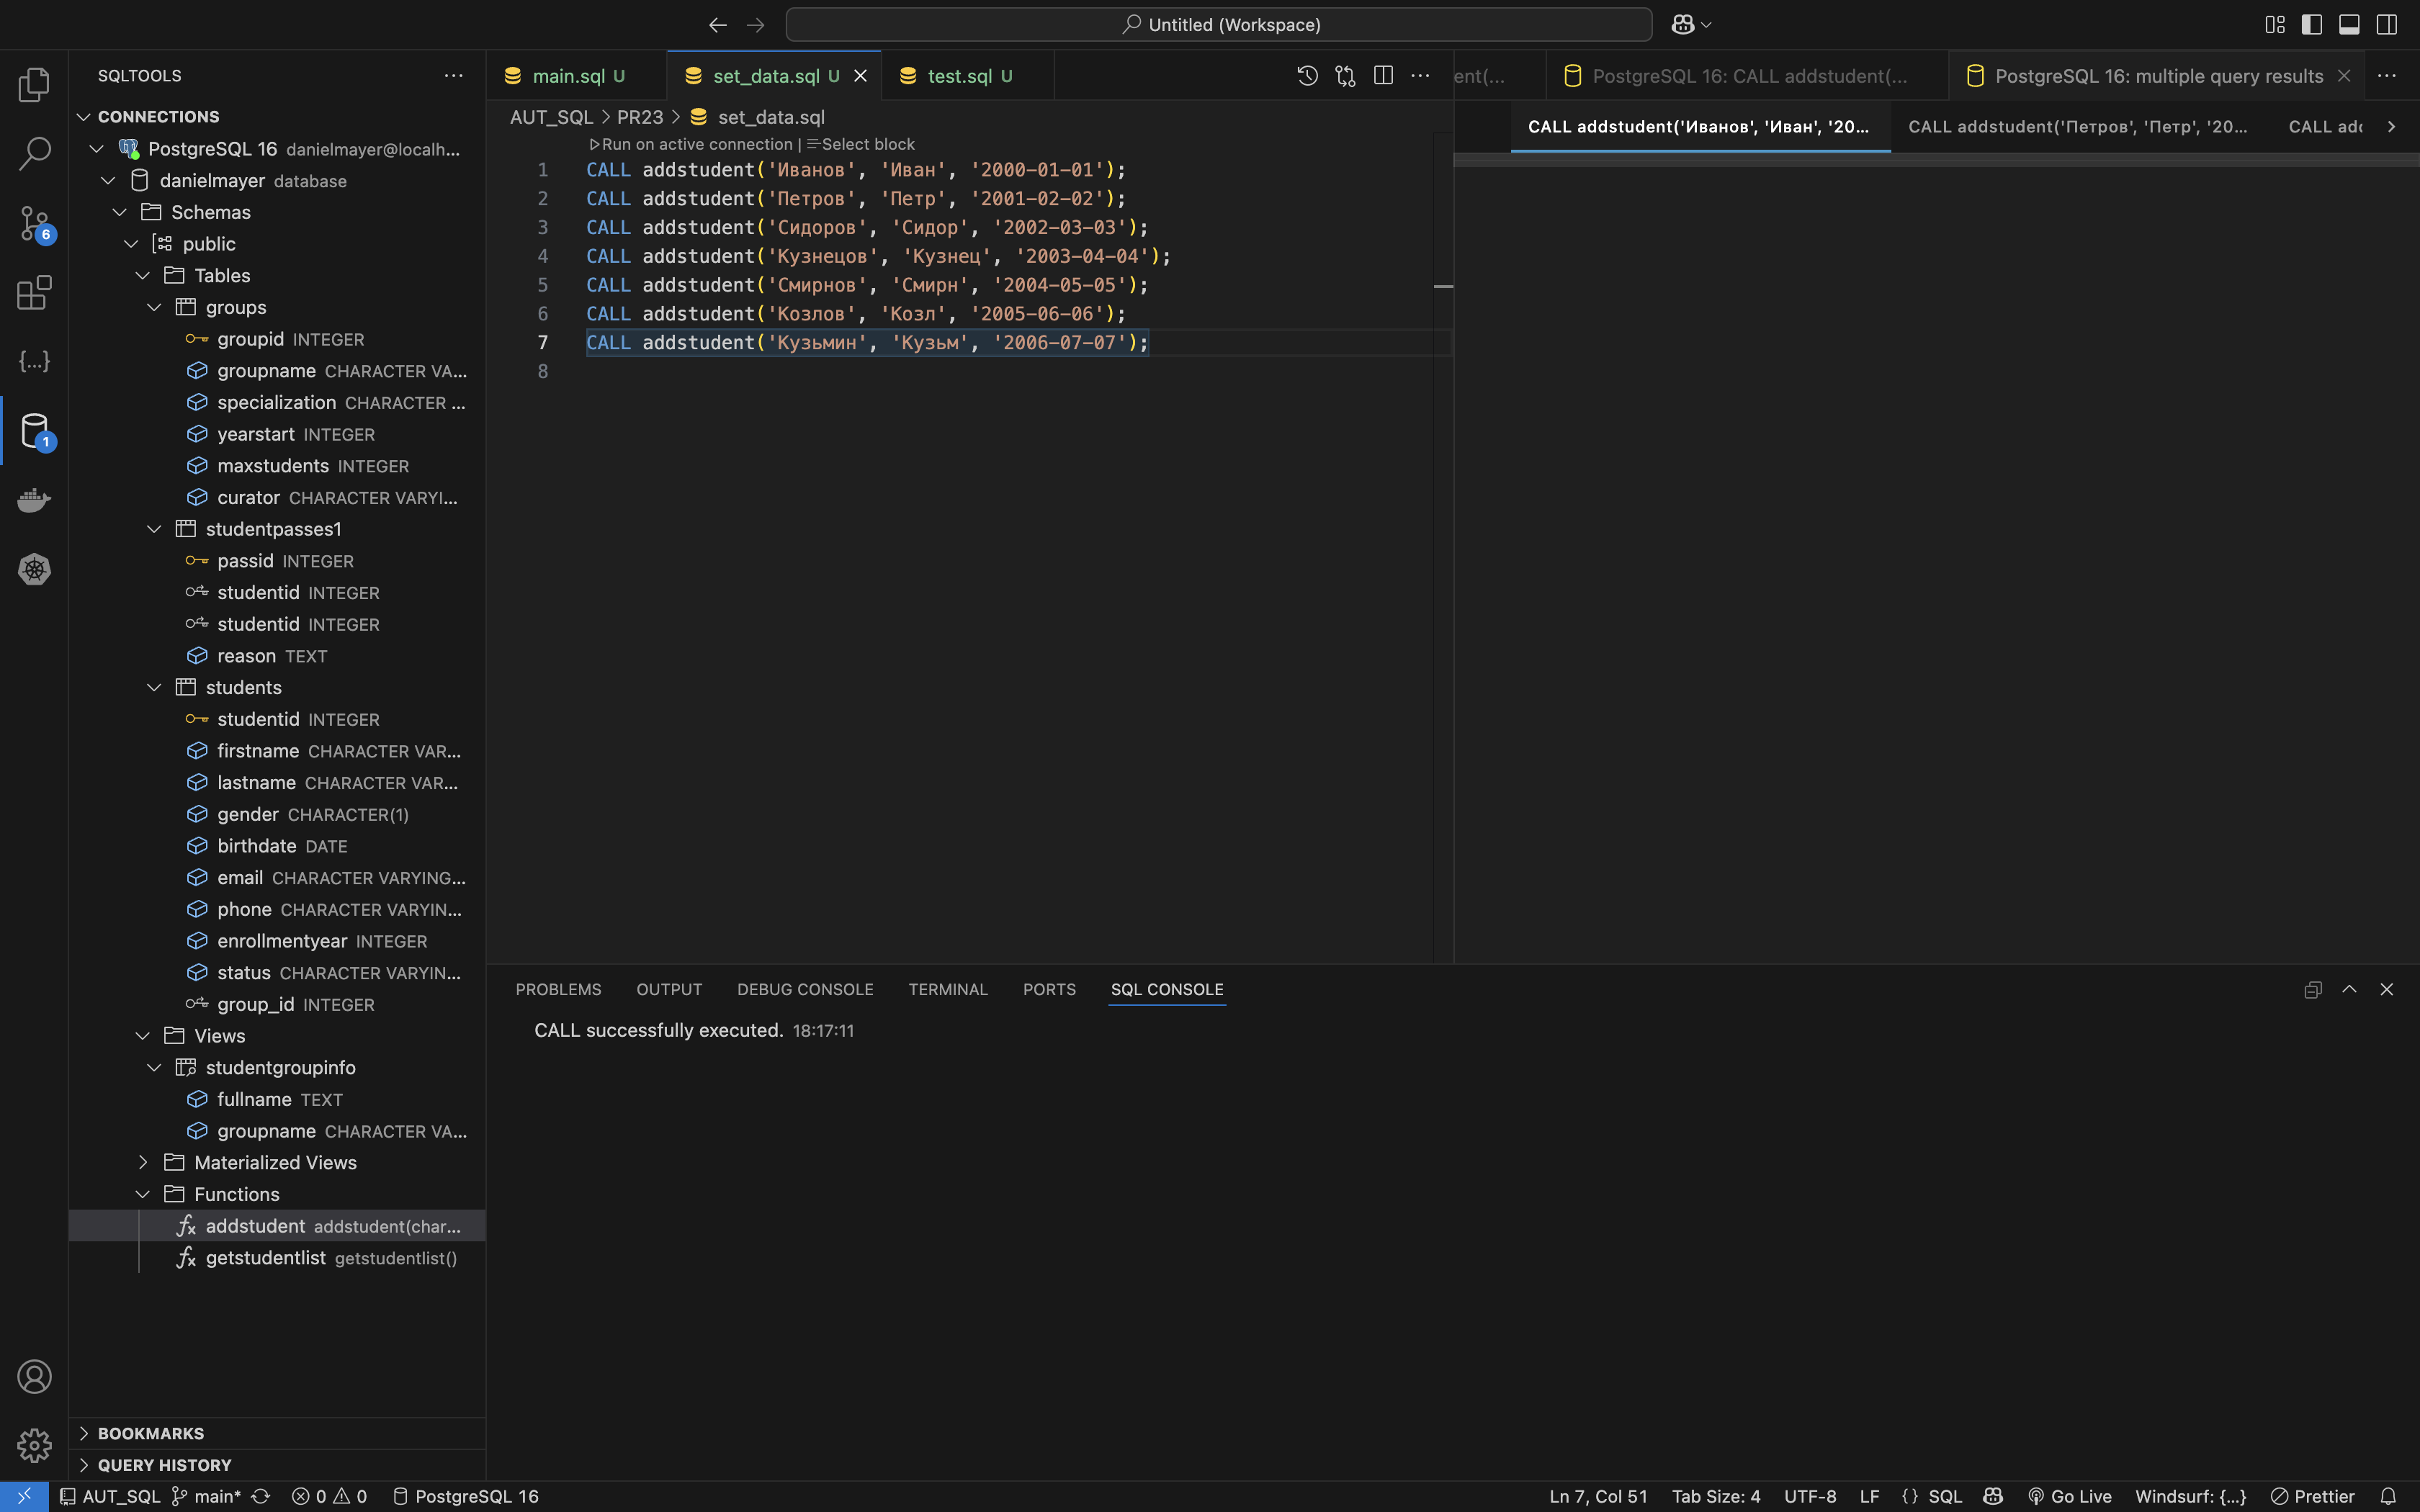 Untitled (Workspace)
SQLTOOLS
CONNECTIONS
PostgreSQL 16 danielmayer@localh...
danielmayer database
Schemas
public
Tables
groups
groupid INTEGER
groupname CHARACTER VA...
specialization CHARACTER ...
yearstart INTEGER
maxstudents INTEGER
curator CHARACTER VARYI...
studentpasses1
passid INTEGER
studentid INTEGER
studentid INTEGER
reason TEXT
students
studentid INTEGER
firstname CHARACTER VAR...
lastname CHARACTER VAR...
gender CHARACTER(1)
birthdate DATE
email CHARACTER VARYING...
phone CHARACTER VARYIN...
enrollmentyear INTEGER
status CHARACTER VARYIN...
group_id INTEGER
Views
studentgroupinfo
fullname TEXT
groupname CHARACTER VA...
Materialized Views
Functions
addstudent addstudent(char...
getstudentlist getstudentlist()
BOOKMARKS
QUERY HISTORY
6
1
main.sql U
set_data.sql U
test.sql U
AUT_SQL > PR23 > set_data.sql
Run on active connection | Select block
1 CALL addstudent('Иванов', 'Иван', '2000-01-01');
2 CALL addstudent('Петров', 'Петр', '2001-02-02');
3 CALL addstudent('Сидоров', 'Сидор', '2002-03-03');
4 CALL addstudent('Кузнецов', 'Кузнец', '2003-04-04');
5 CALL addstudent('Смирнов', 'Смирн', '2004-05-05');
6 CALL addstudent('Козлов', 'Козл', '2005-06-06');
7 CALL addstudent('Кузьмин', 'Кузьм', '2006-07-07');
8
ent(...
PostgreSQL 16: CALL addstudent(...
PostgreSQL 16: multiple query results
CALL addstudent('Иванов', 'Иван', '20...
CALL addstudent('Петров', 'Петр', '20...
CALL adc
PROBLEMS OUTPUT DEBUG CONSOLE TERMINAL PORTS SQL CONSOLE
CALL successfully executed. 18:17:11
AUT_SQL main* 0 0 PostgreSQL 16
Ln 7, Col 51 Tab Size: 4 UTF-8 LF {} SQL Go Live Windsurf: {...} Prettier